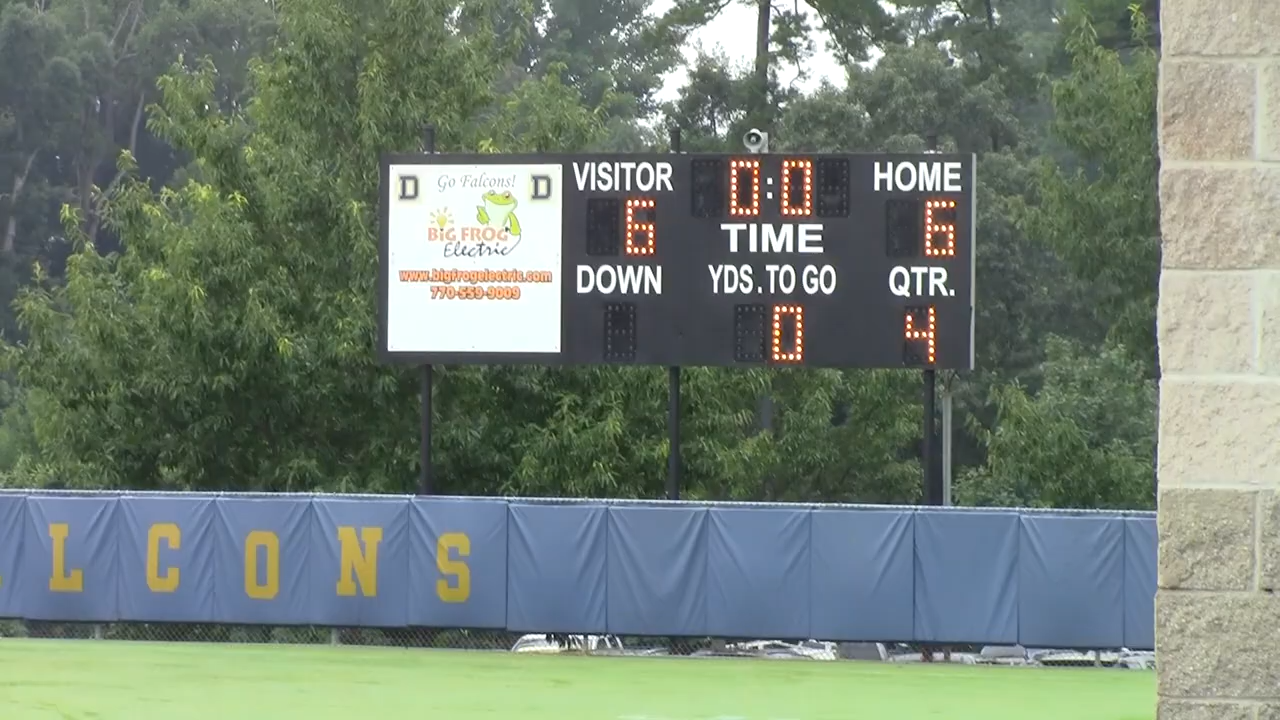 D Go Falcons! D
BIG FROG
Electric
www.bigfrogelectric.com
770-559-9009
VISITOR 0:0 HOME
6 TIME 6
DOWN YDS. TO GO QTR.
0 4
LCONS